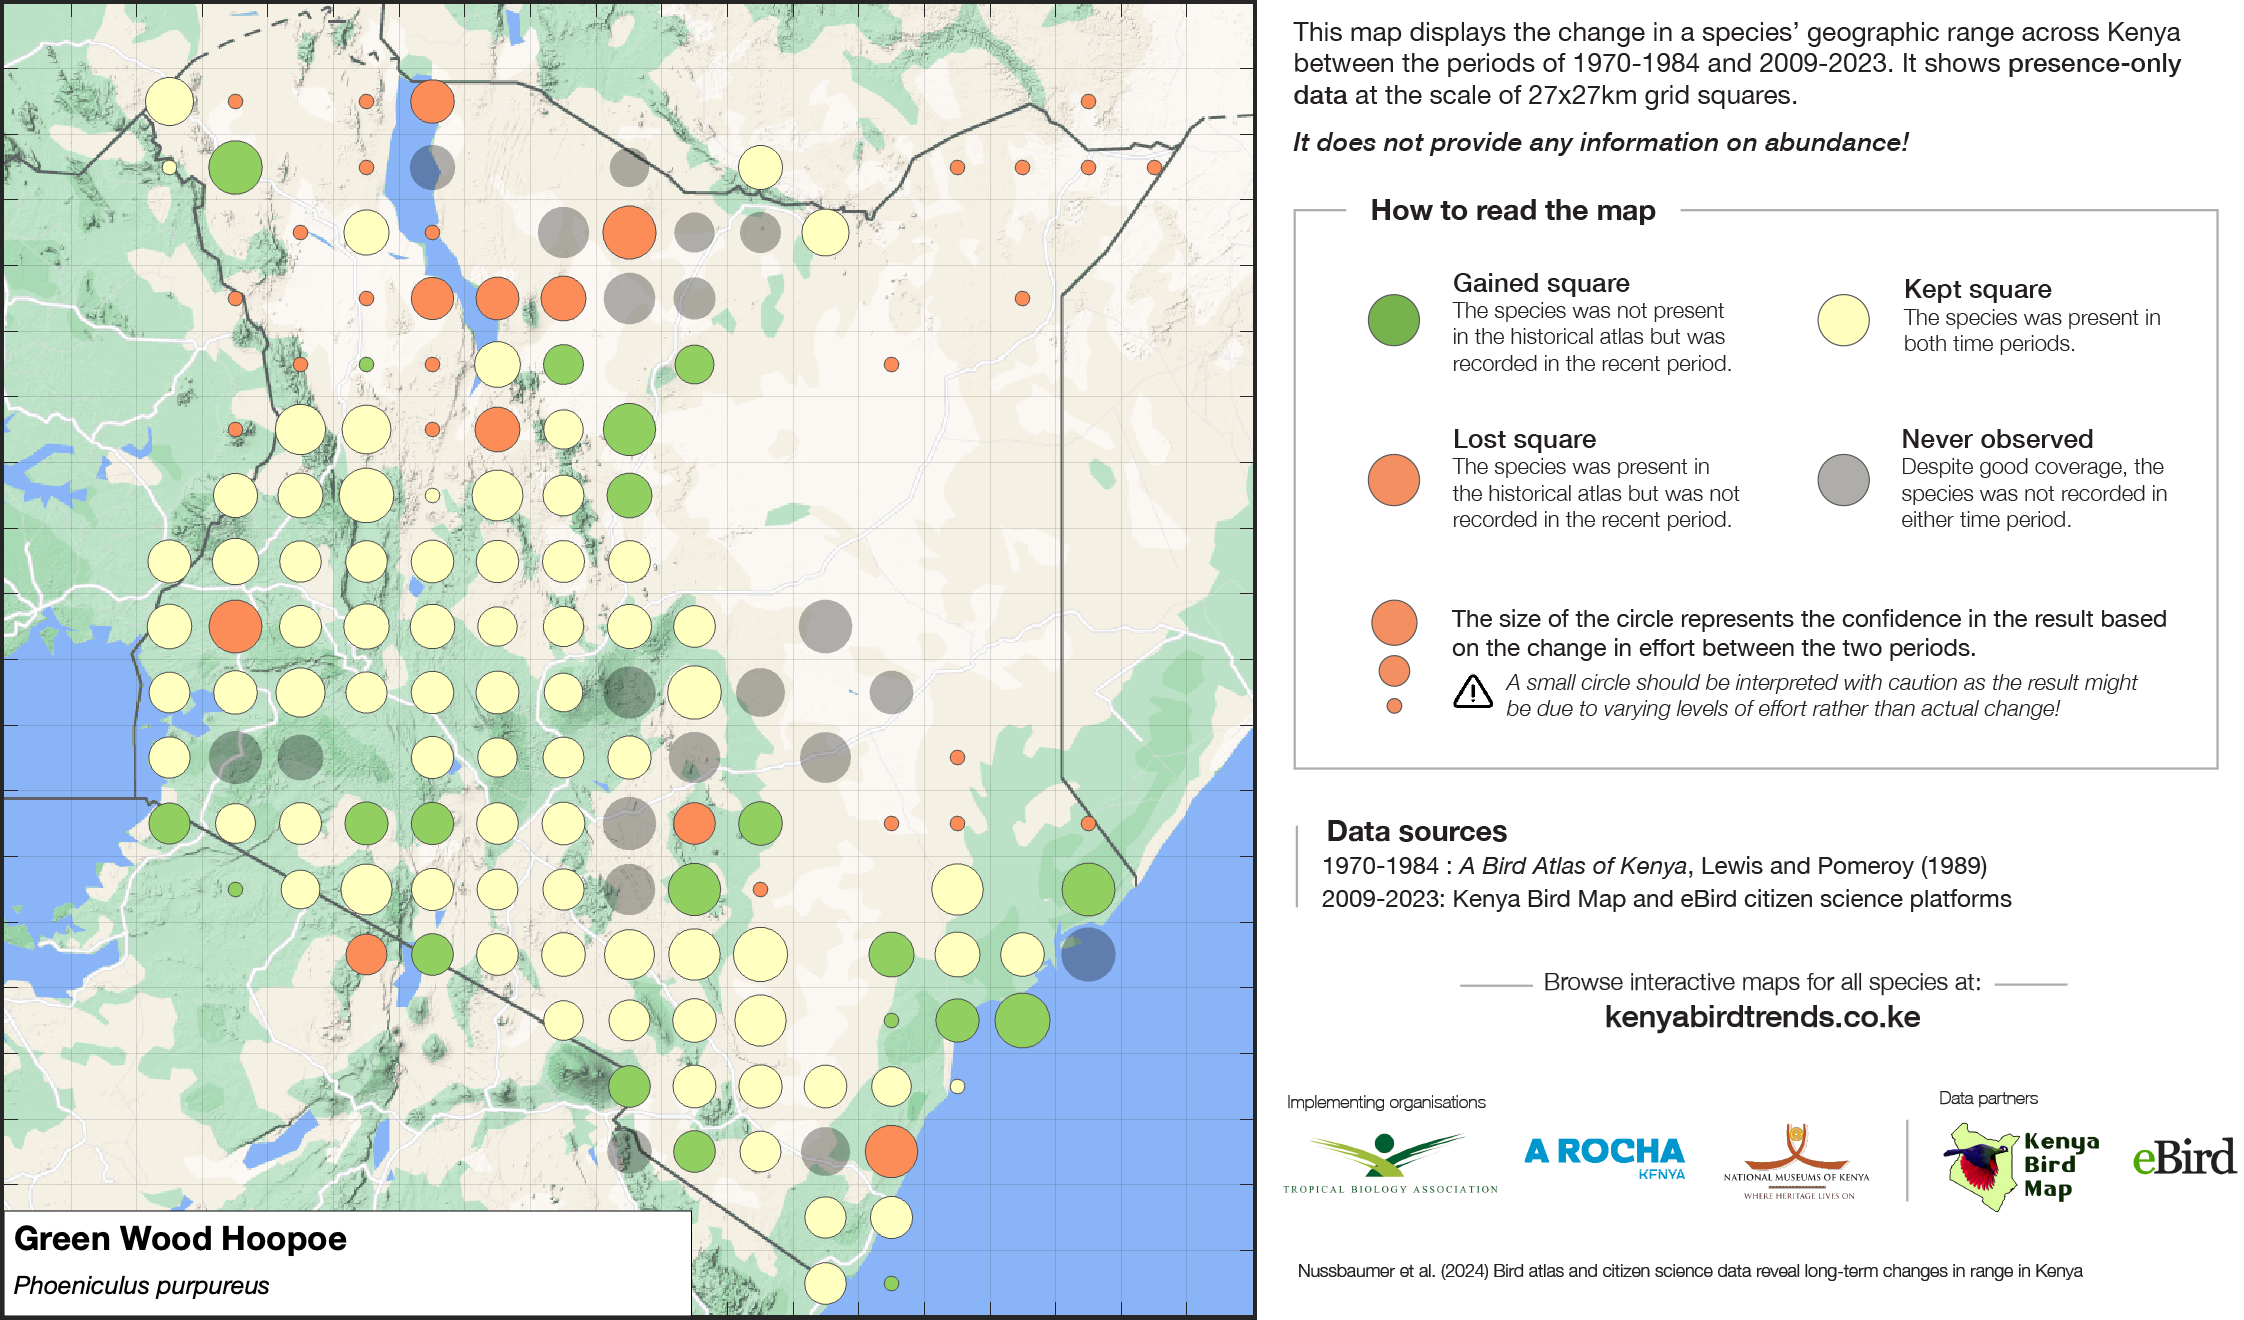 This map displays the change in a species’ geographic range across Kenya
between the periods of 1970-1984 and 2009-2023. It shows presence-only
data at the scale of 27x27km grid squares.
It does not provide any information on abundance!
How to read the map
Gained square
The species was not present
in the historical atlas but was
recorded in the recent period.
Kept square
The species was present in
both time periods.
Lost square
The species was present in
the historical atlas but was not
recorded in the recent period.
Never observed
Despite good coverage, the
species was not recorded in
either time period.
The size of the circle represents the confidence in the result based
on the change in effort between the two periods.
A small circle should be interpreted with caution as the result might
be due to varying levels of effort rather than actual change!
Data sources
1970-1984 : A Bird Atlas of Kenya, Lewis and Pomeroy (1989)
2009-2023: Kenya Bird Map and eBird citizen science platforms
Browse interactive maps for all species at:
kenyabirdtrends.co.ke
Implementing organisations
Data partners
TROPICAL BIOLOGY ASSOCIATION
A ROCHA
KENYA
NATIONAL MUSEUMS OF KENYA
WHERE HERITAGE LIVES ON
Kenya
Bird
Map
eBird
Green Wood Hoopoe
Phoeniculus purpureus
Nussbaumer et al. (2024) Bird atlas and citizen science data reveal long-term changes in range in Kenya